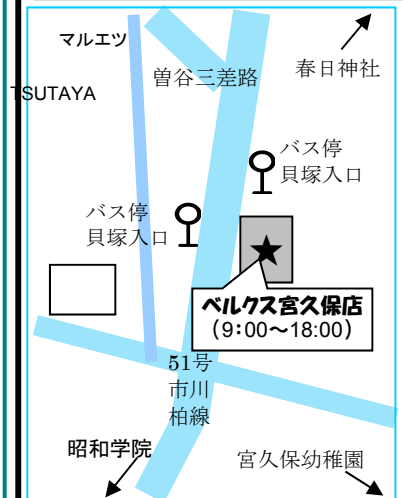 マルエツ
TSUTAYA
曽谷三差路
春日神社
バス停
貝塚入口
バス停
貝塚入口
ベルクス宮久保店
(9:00～18:00)
51号
市川
柏線
昭和学院
宮久保幼稚園